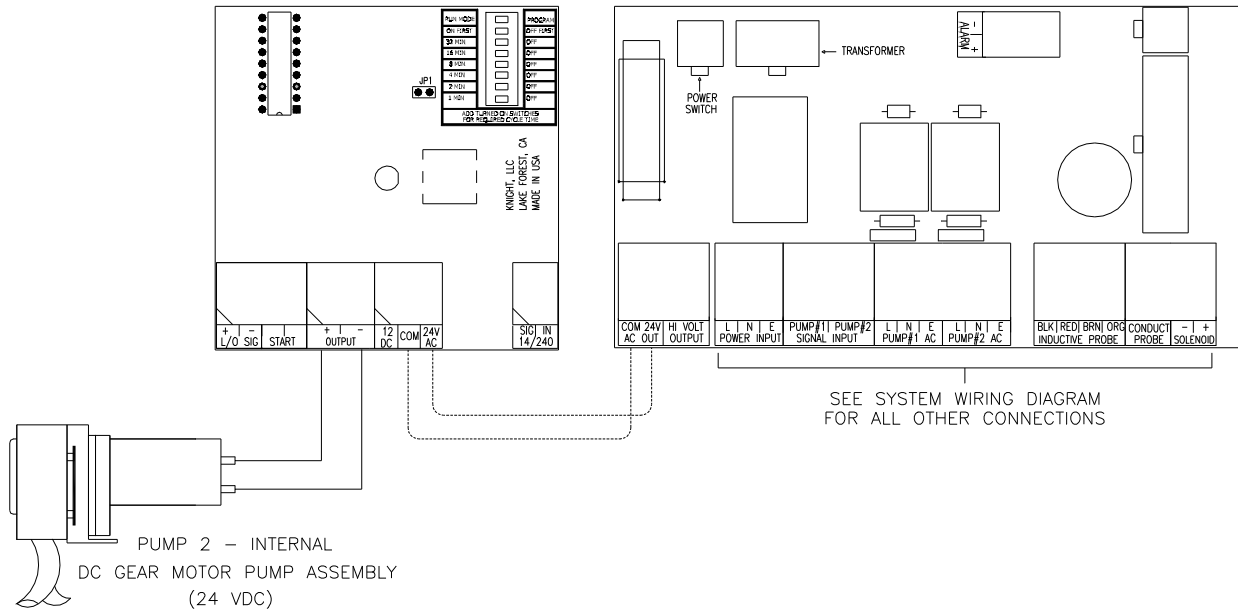 RUN MODE PROGRAM
ON FIRST OFF FIRST
32 MIN OFF
16 MIN OFF
8 MIN OFF
4 MIN OFF
2 MIN OFF
1 MIN OFF
ADD TURNED ON SWITCHES
FOR REQUIRED CYCLE TIME
JP1
KNIGHT, LLC
LAKE FOREST, CA
MADE IN USA
+ - + - 12 COM 24V SIG IN
L/O SIG START OUTPUT DC AC 14/240
POWER
SWITCH
TRANSFORMER
- +
ALARM
COM 24V HI VOLT L N E PUMP#1 PUMP#2 L N E L N E BLK RED BRN ORG CONDUCT - +
AC OUT OUTPUT POWER INPUT SIGNAL INPUT PUMP#1 AC PUMP#2 AC INDUCTIVE PROBE PROBE SOLENOID
SEE SYSTEM WIRING DIAGRAM
FOR ALL OTHER CONNECTIONS
PUMP 2 – INTERNAL
DC GEAR MOTOR PUMP ASSEMBLY
(24 VDC)